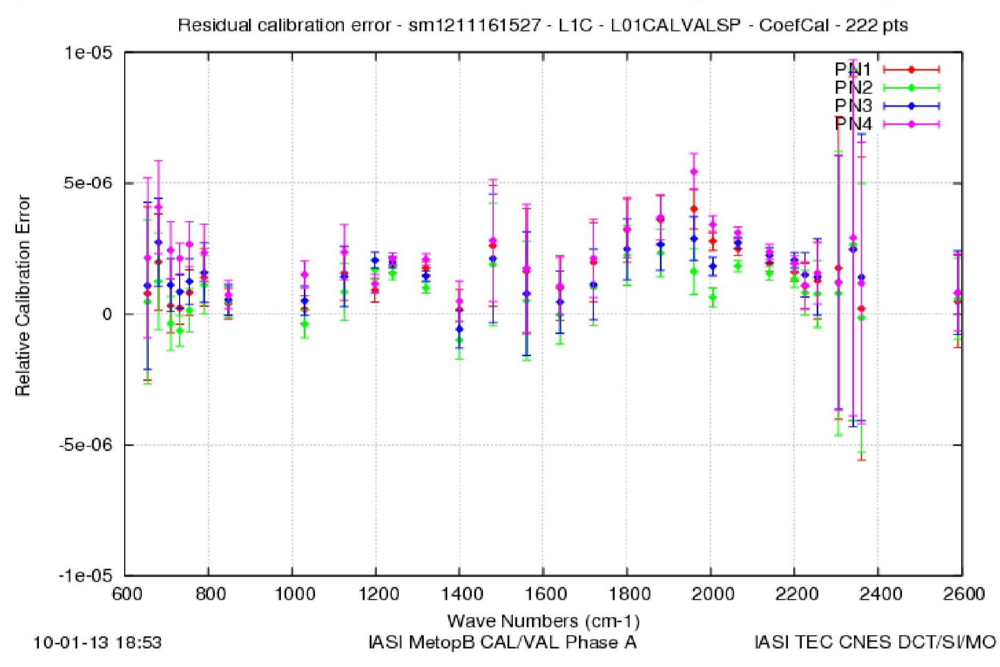 Residual calibration error - sm1211161527 - L1C - L01CALVALSP - CoefCal - 222 pts
1e-05
5e-06
0
-5e-06
-1e-05
Relative Calibration Error
PN1
PN2
PN3
PN4
600 800 1000 1200 1400 1600 1800 2000 2200 2400 2600
Wave Numbers (cm-1)
10-01-13 18:53 IASI MetopB CAL/VAL Phase A IASI TEC CNES DCT/SI/MO